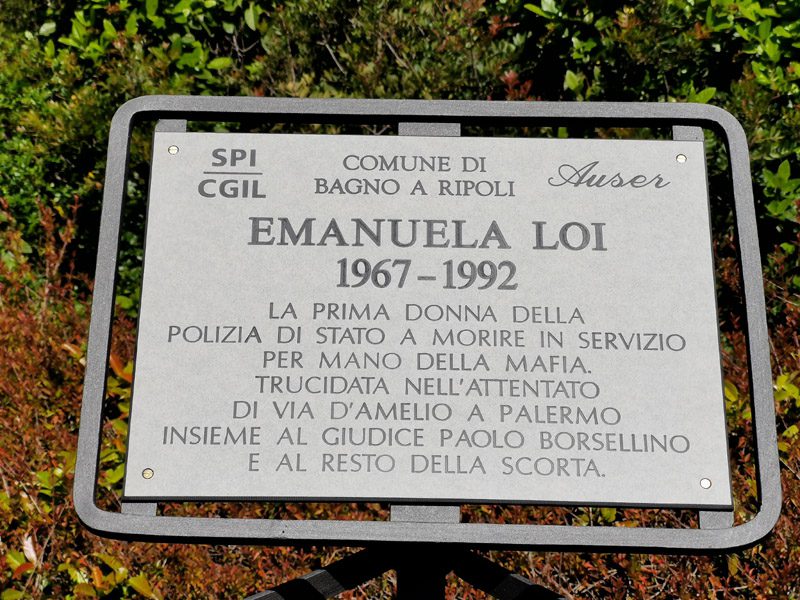 SPI
CGIL
COMUNE DI
BAGNO A RIPOLI
Auser
EMANUELA LOI
1967 – 1992
LA PRIMA DONNA DELLA
POLIZIA DI STATO A MORIRE IN SERVIZIO
PER MANO DELLA MAFIA.
TRUCIDATA NELL'ATTENTATO
DI VIA D'AMELIO A PALERMO
INSIEME AL GIUDICE PAOLO BORSELLINO
E AL RESTO DELLA SCORTA.